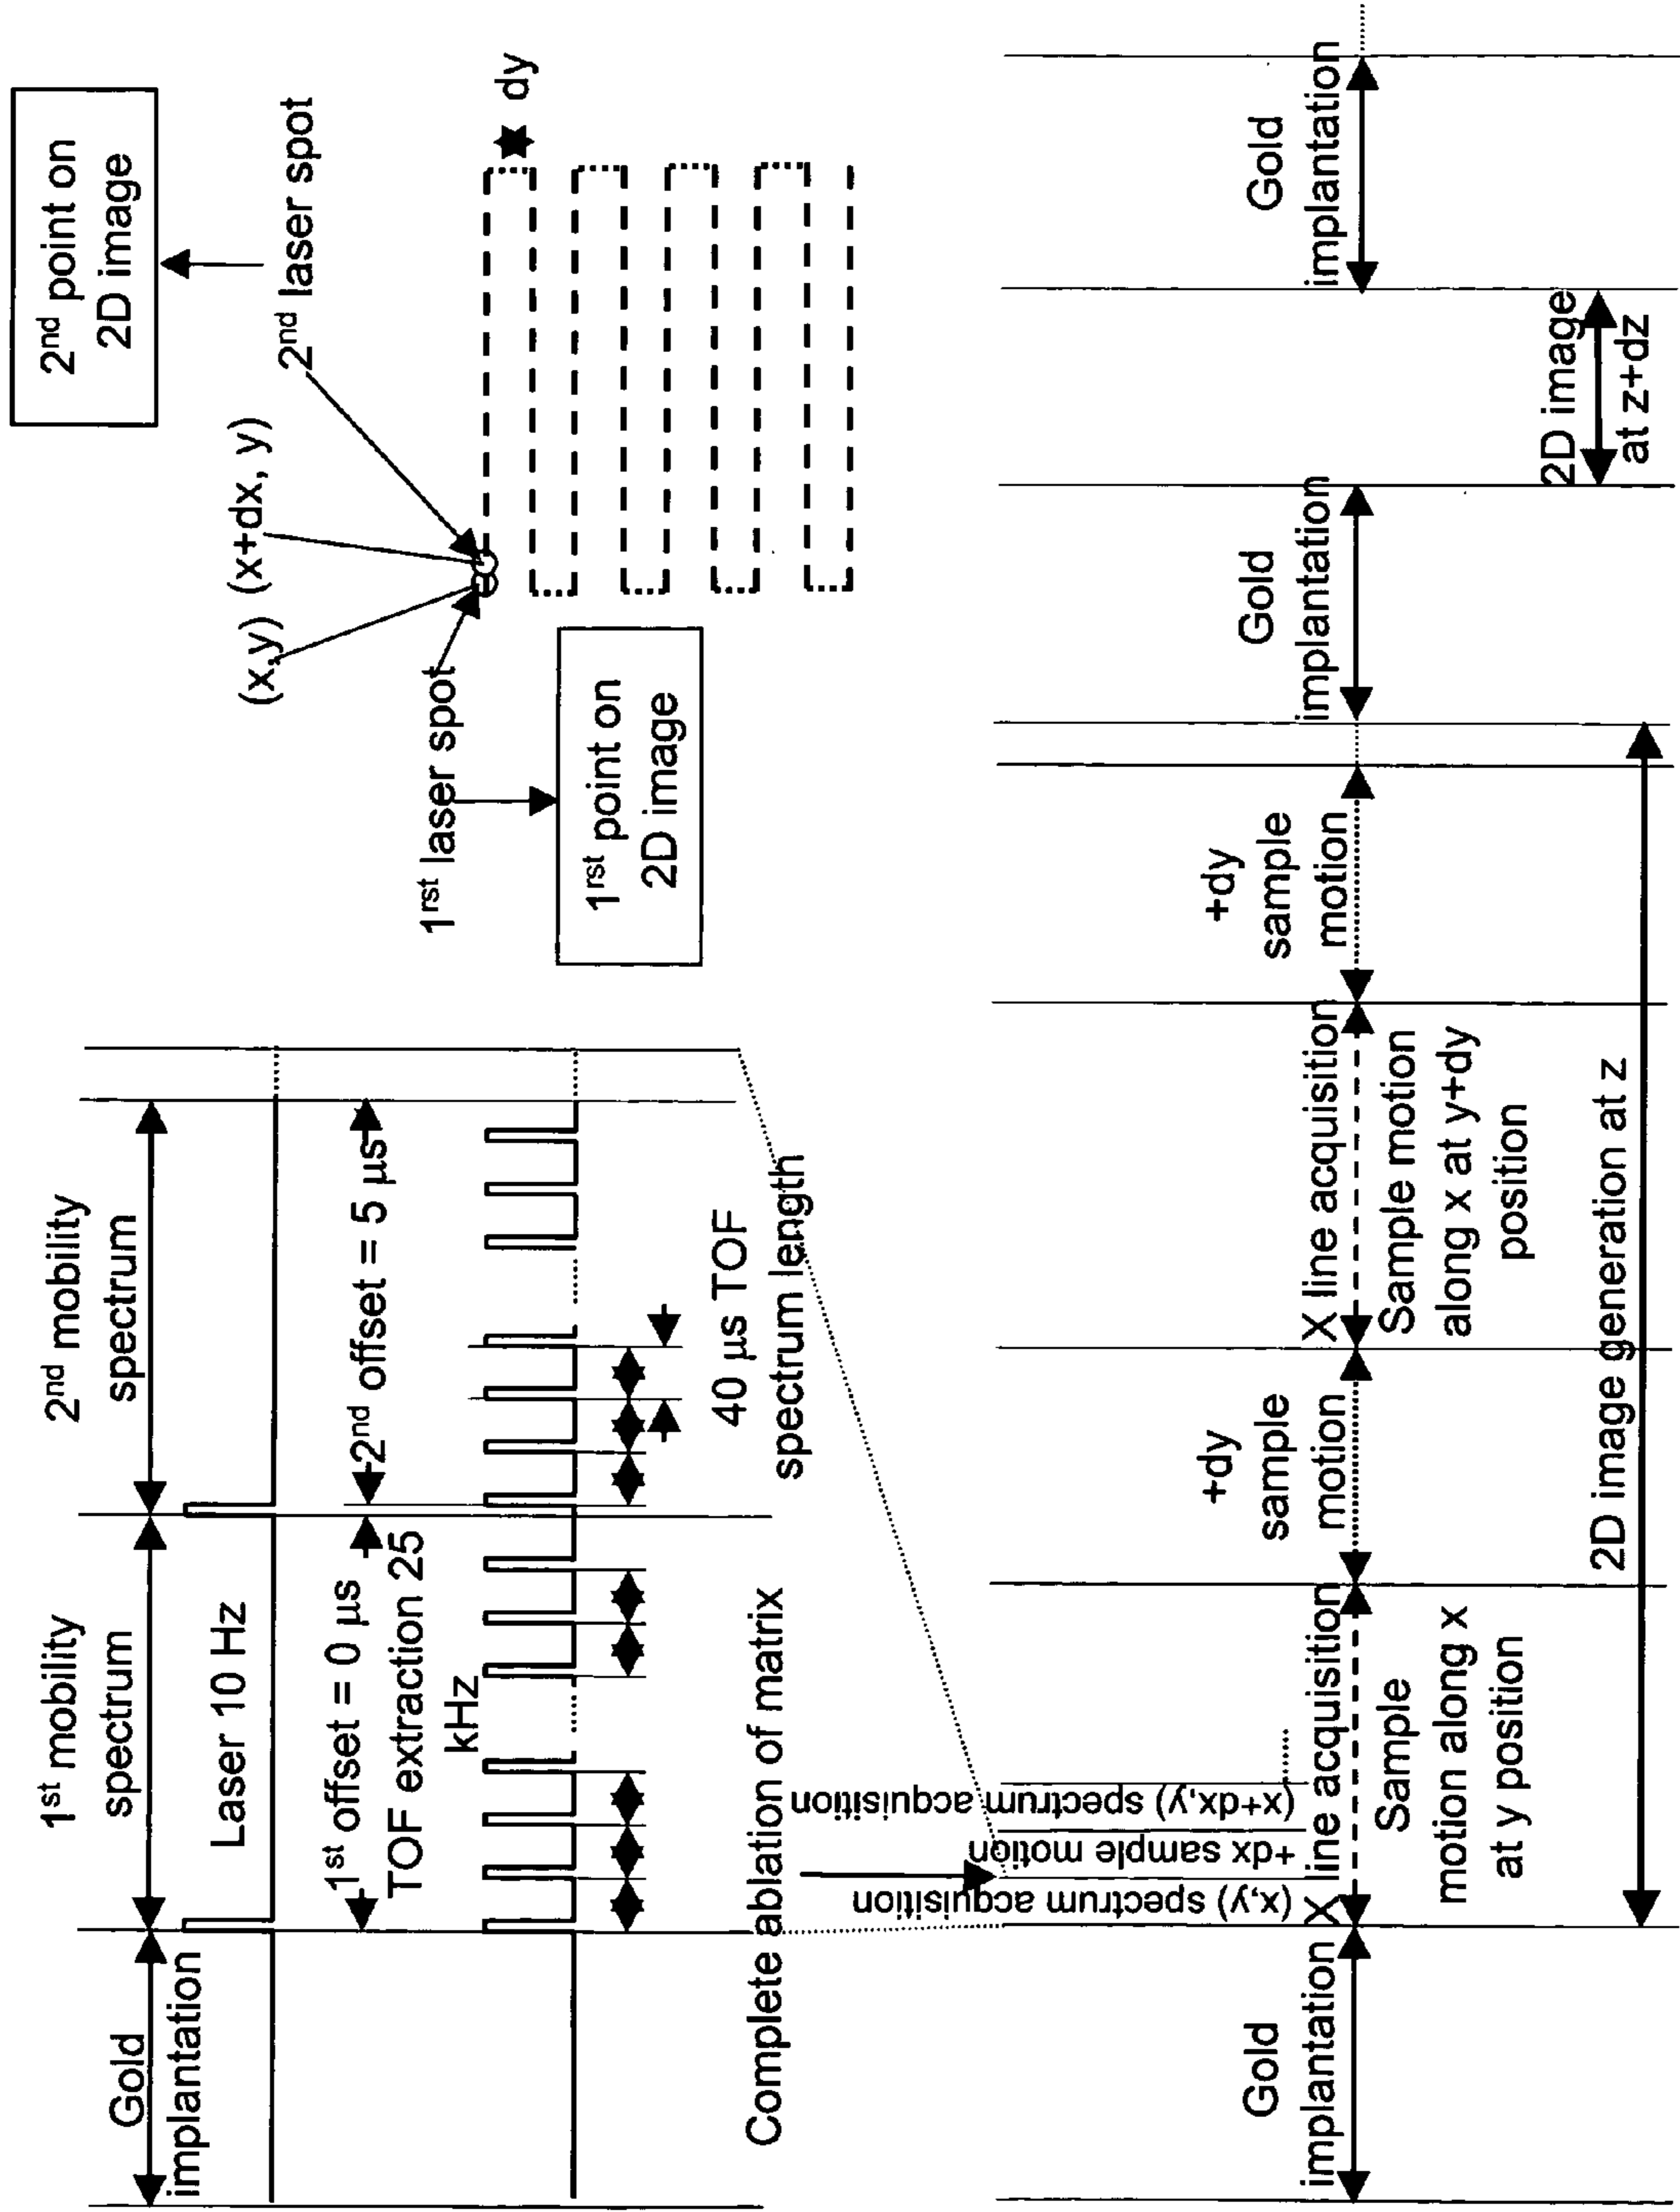 Gold
implantation
1st mobility
spectrum
2nd mobility
spectrum
Laser 10 Hz
1st offset = 0 µs
2nd offset = 5 µs
TOF extraction 25
kHz
40 µs TOF
spectrum length
Complete ablation of matrix
(x,y)
(x+dx, y)
1rst laser spot
2nd laser spot
1rst point on
2D image
2nd point on
2D image
dy
(x,y) spectrum acquisition
+dx sample motion
(x+dx,y) spectrum acquisition
Gold
implantation
X line acquisition
Sample
motion along x
at y position
+dy
sample
motion
X line acquisition
Sample motion
along x at y+dy
position
+dy
sample
motion
2D image generation at z
Gold
implantation
2D image
at z+dz
Gold
implantation